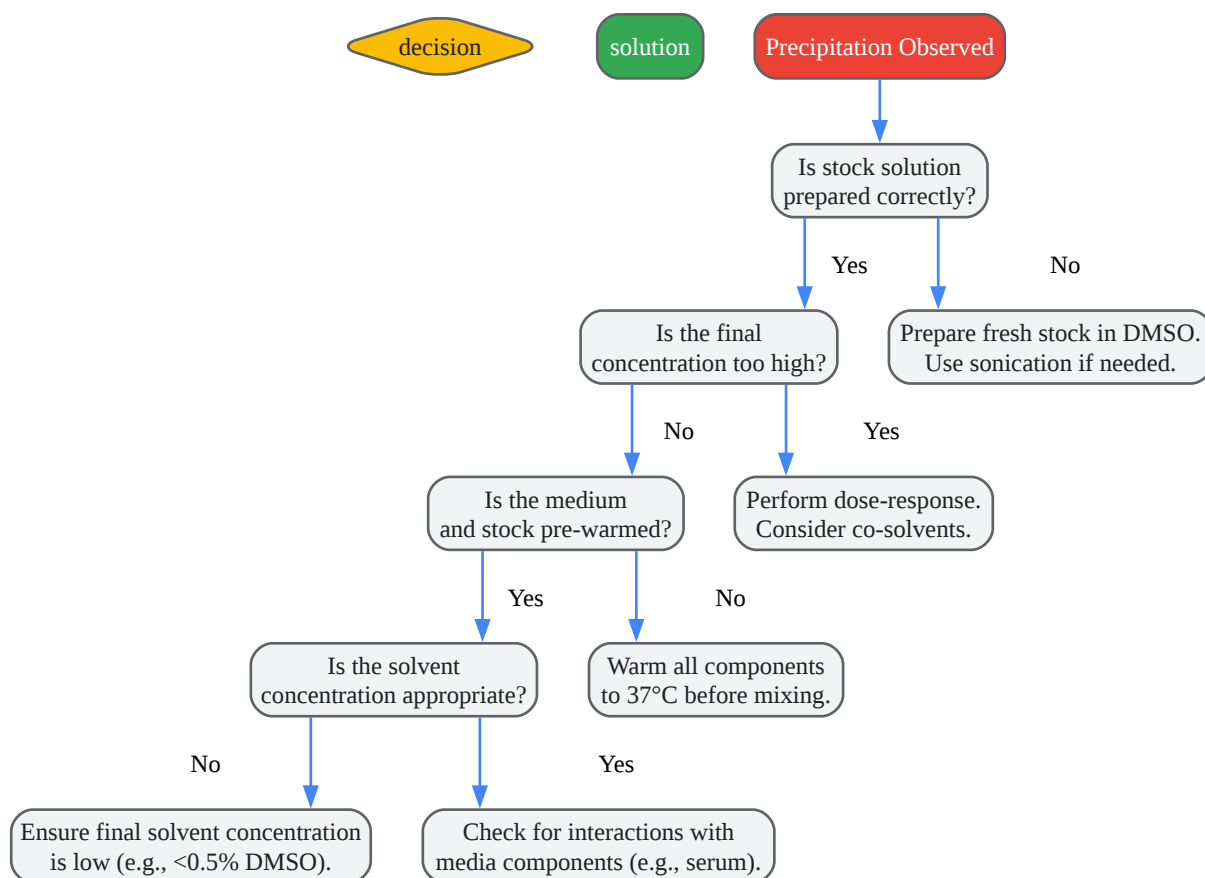 decision
solution
Precipitation Observed
Is stock solution
prepared correctly?
Yes
No
Is the final
concentration too high?
Prepare fresh stock in DMSO.
Use sonication if needed.
No
Yes
Is the medium
and stock pre-warmed?
Perform dose-response.
Consider co-solvents.
Yes
No
Is the solvent
concentration appropriate?
Warm all components
to 37°C before mixing.
No
Yes
Ensure final solvent concentration
is low (e.g., <0.5% DMSO).
Check for interactions with
media components (e.g., serum).